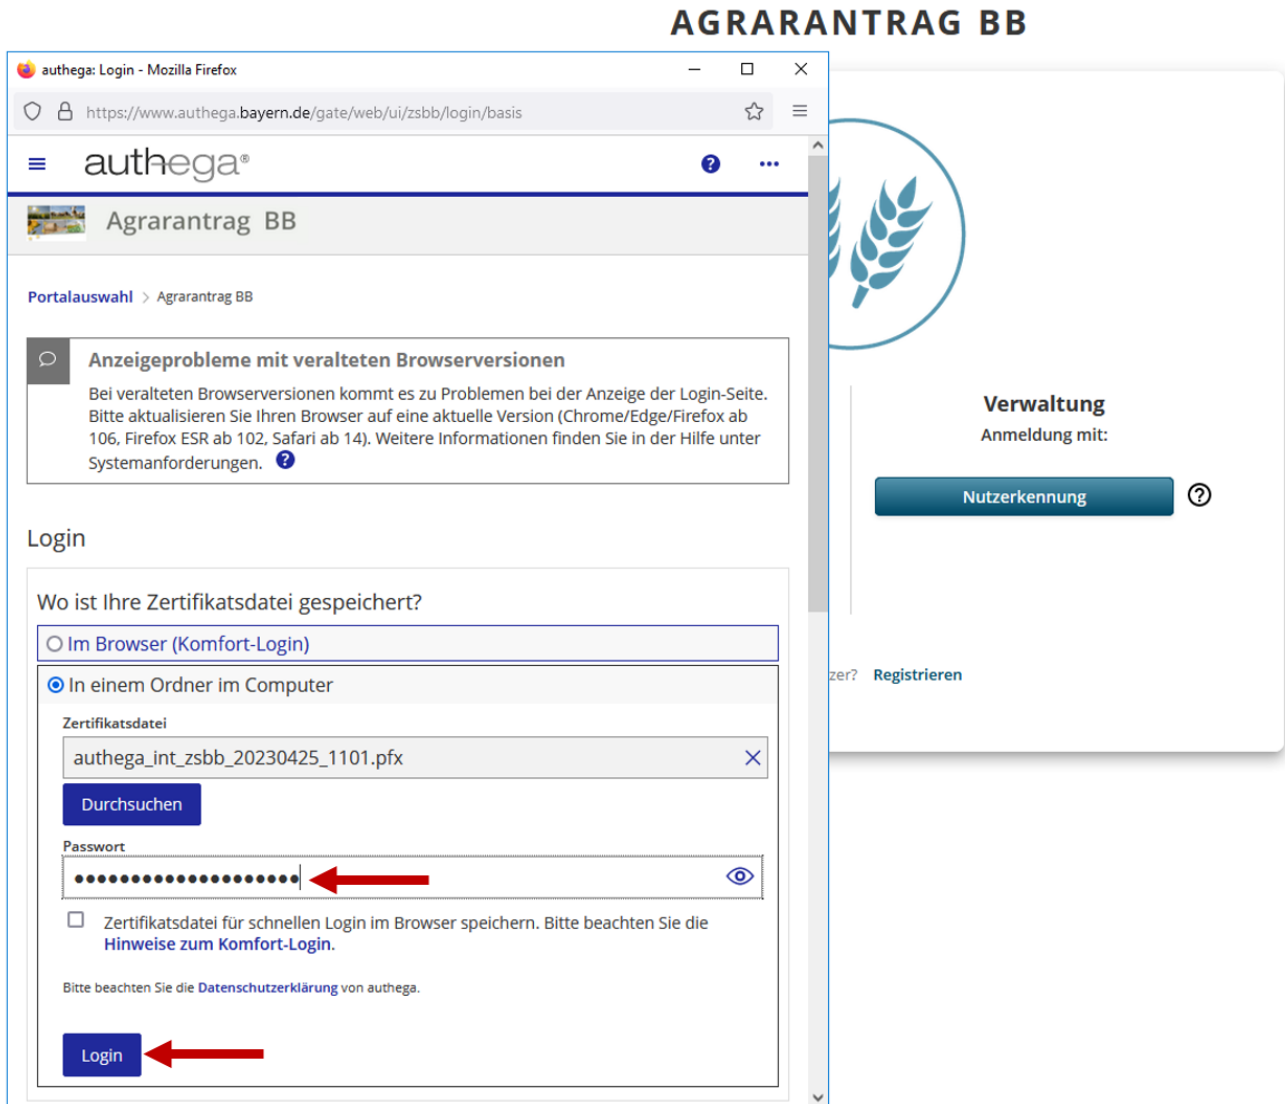 AGRARANTRAG BB
authega: Login - Mozilla Firefox
https://www.authega.bayern.de/gate/web/ui/zsbb/login/basis
authega®
Agrarantrag BB
Portalauswahl > Agrarantrag BB
Anzeigeprobleme mit veralteten Browserversionen
Bei veralteten Browserversionen kommt es zu Problemen bei der Anzeige der Login-Seite.
Bitte aktualisieren Sie Ihren Browser auf eine aktuelle Version (Chrome/Edge/Firefox ab
106, Firefox ESR ab 102, Safari ab 14). Weitere Informationen finden Sie in der Hilfe unter
Systemanforderungen.
Login
Wo ist Ihre Zertifikatsdatei gespeichert?
Im Browser (Komfort-Login)
In einem Ordner im Computer
Zertifikatsdatei
authega_int_zsbb_20230425_1101.pfx
Durchsuchen
Passwort
Zertifikatsdatei für schnellen Login im Browser speichern. Bitte beachten Sie die
Hinweise zum Komfort-Login.
Bitte beachten Sie die Datenschutzerklärung von authega.
Login
Verwaltung
Anmeldung mit:
Nutzerkennung
zer? Registrieren